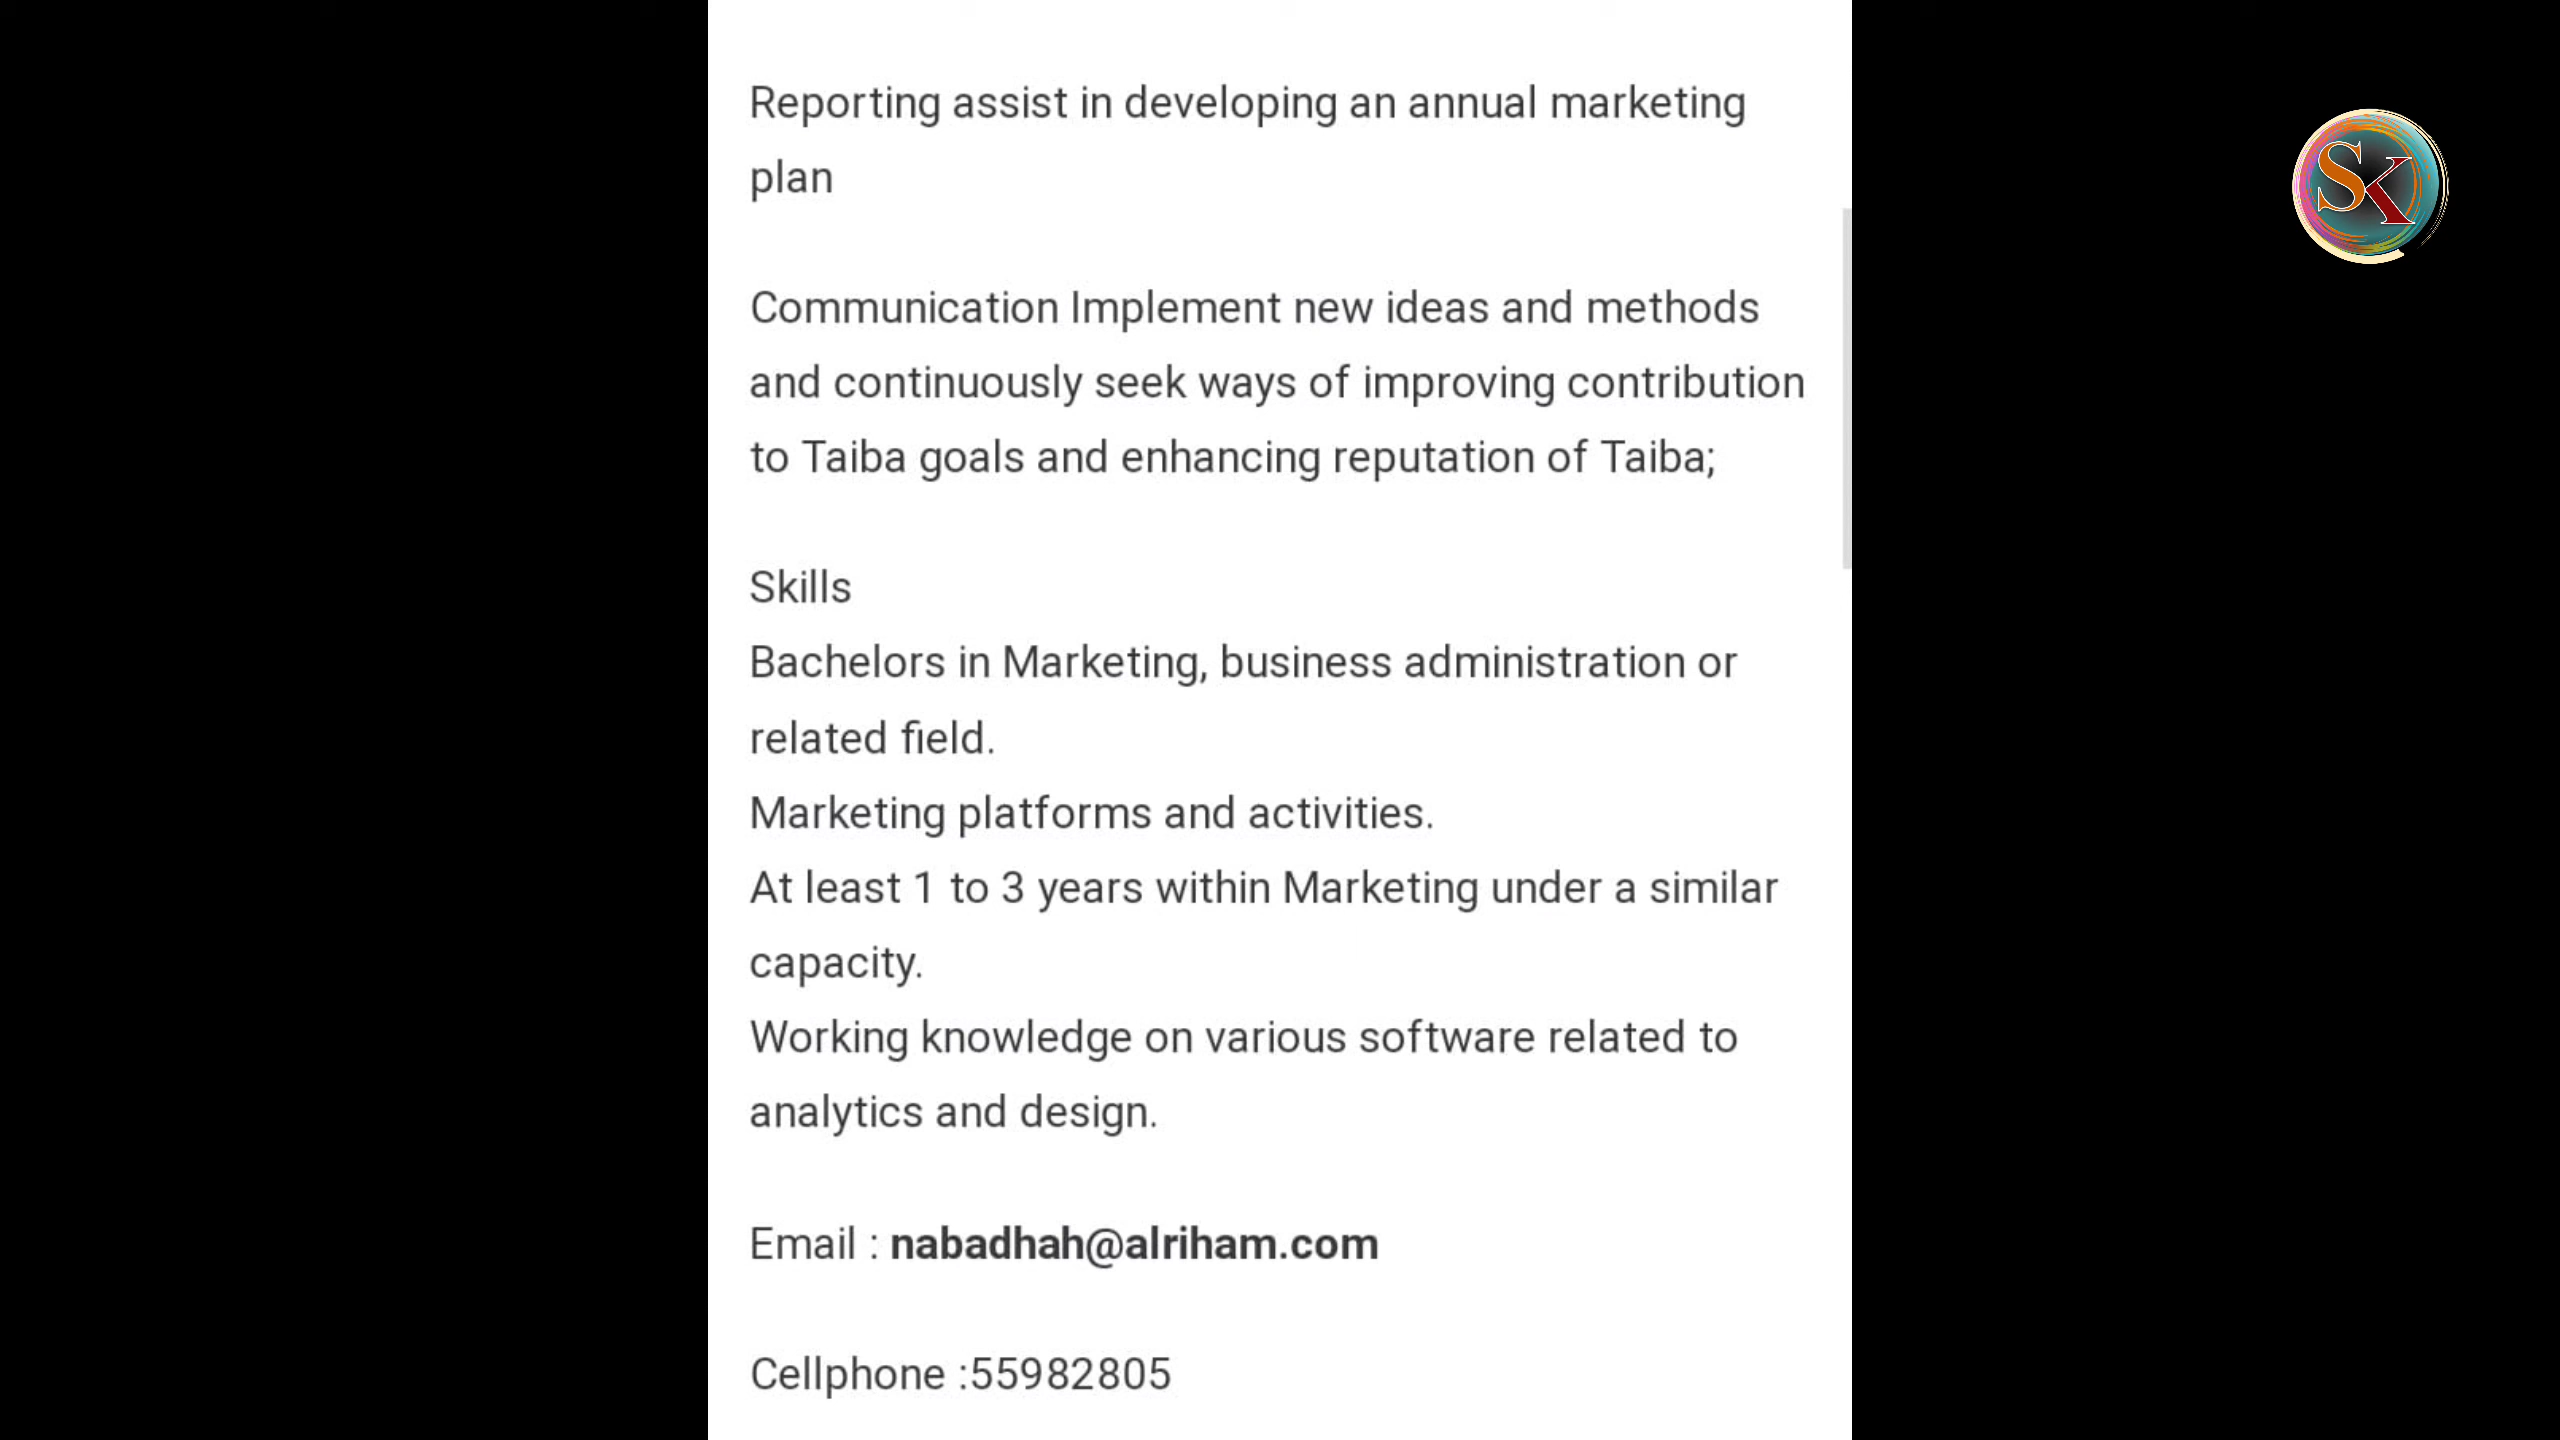 Reporting assist in developing an annual marketing
plan
Communication Implement new ideas and methods
and continuously seek ways of improving contribution
to Taiba goals and enhancing reputation of Taiba;
Skills
Bachelors in Marketing, business administration or
related field.
Marketing platforms and activities.
At least 1 to 3 years within Marketing under a similar
capacity.
Working knowledge on various software related to
analytics and design.
Email : nabadhah@alriham.com
Cellphone :55982805
SK